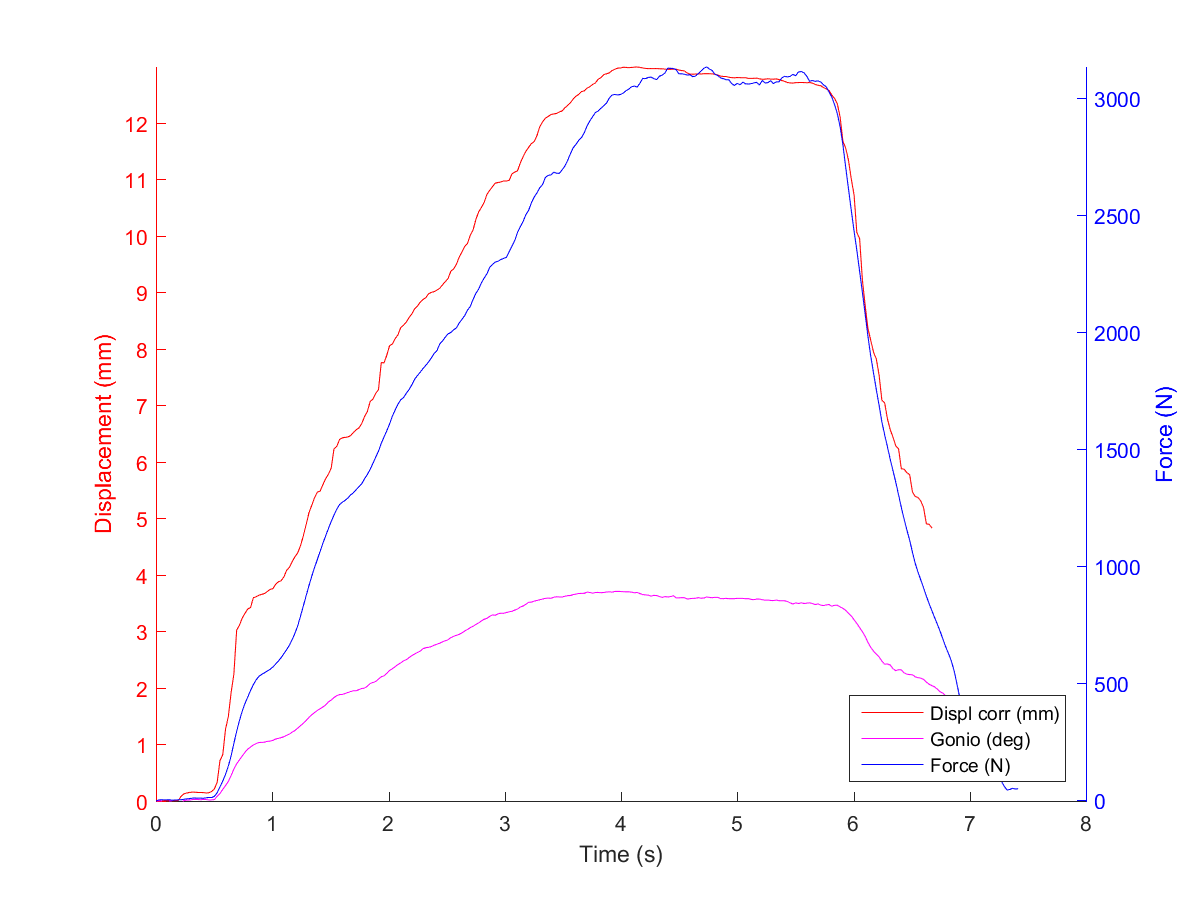 12
11
10
9
8
7
6
5
4
3
2
1
0
Displacement (mm)
3000
2500
2000
1500
1000
500
0
Force (N)
Displ corr (mm)
Gonio (deg)
Force (N)
0 1 2 3 4 5 6 7 8
Time (s)